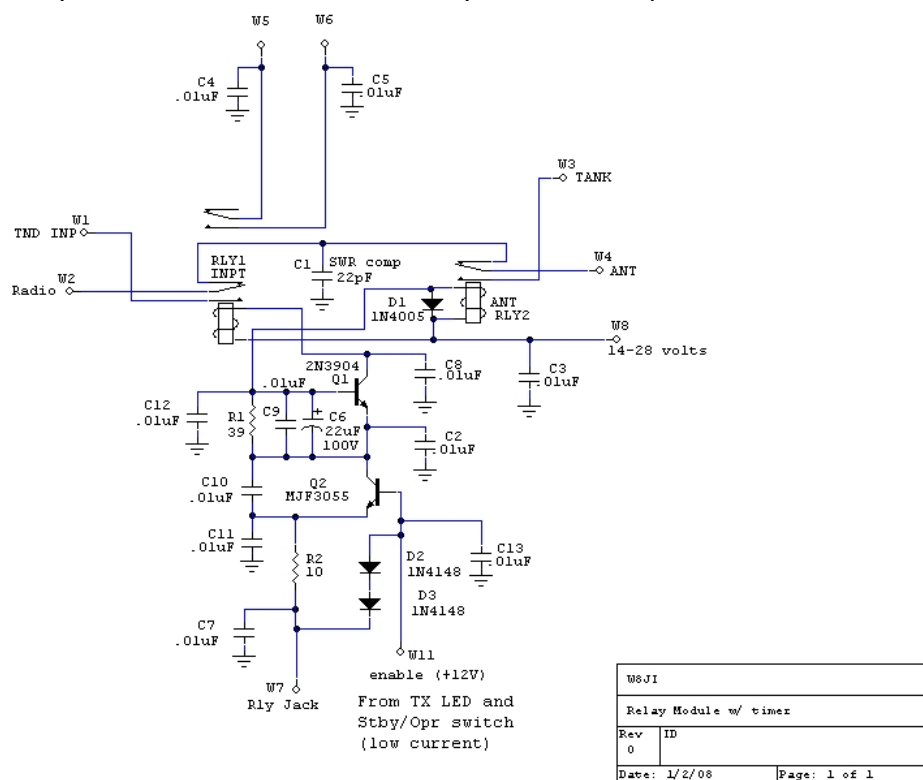 W5
W6
C4
.01uF
C5
.01uF
W3
TANK
W1
TND INP
RLY1
INPT
C1
SWR comp
22pF
W4
ANT
W2
Radio
D1
1N4005
ANT
RLY2
W8
14-28 volts
2N3904
Q1
C8
.01uF
C3
.01uF
.01uF
C12
.01uF
R1
39
C9
+
C6
22uF
100V
C2
.01uF
C10
.01uF
Q2
MJF3055
C11
.01uF
R2
10
D2
1N4148
C13
.01uF
D3
1N4148
C7
.01uF
W11
enable (+12V)
W7
Rly Jack
From TX LED and
Stby/Opr switch
(low current)
W8JI
Relay Module w/ timer
Rev
0
ID
Date: 1/2/08
Page: 1 of 1